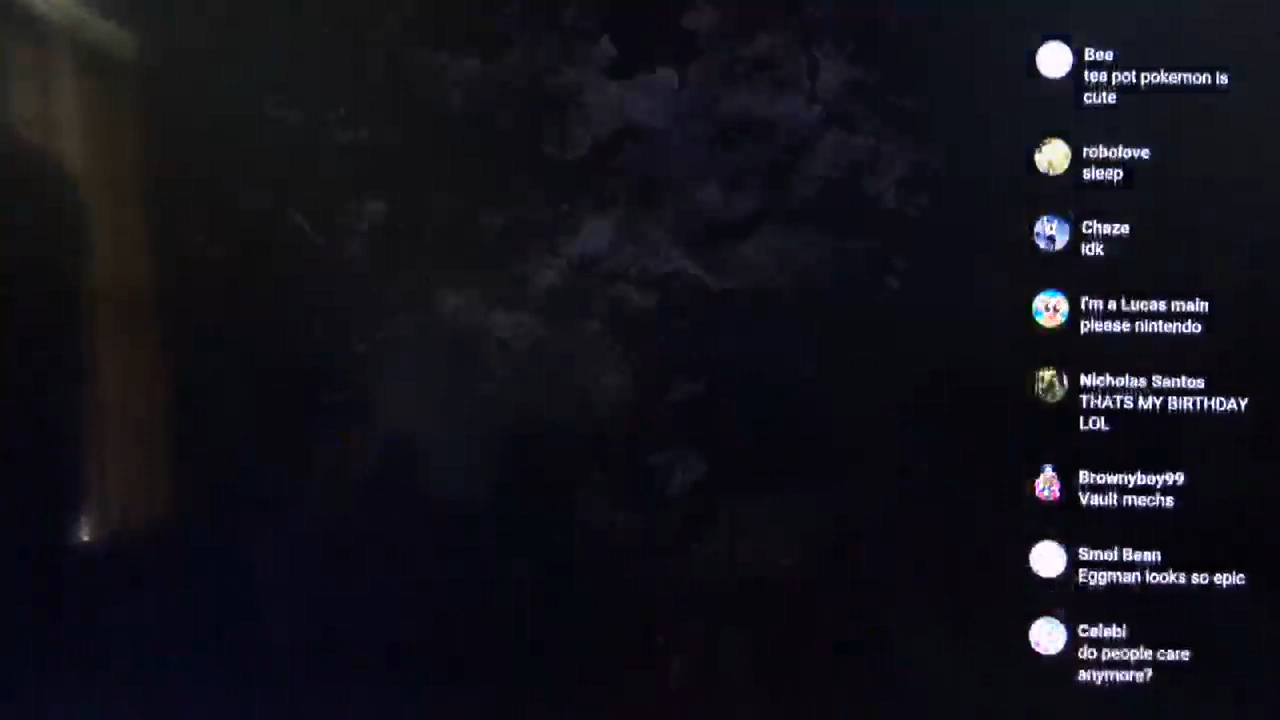 Bee
tea pot pokemon is
cute
robolove
sleep
Chaze
idk
I'm a Lucas main
please nintendo
Nicholas Santos
THATS MY BIRTHDAY
LOL
Brownyboy99
Vault mechs
Smol Bean
Eggman looks so epic
Celebi
do people care
anymore?